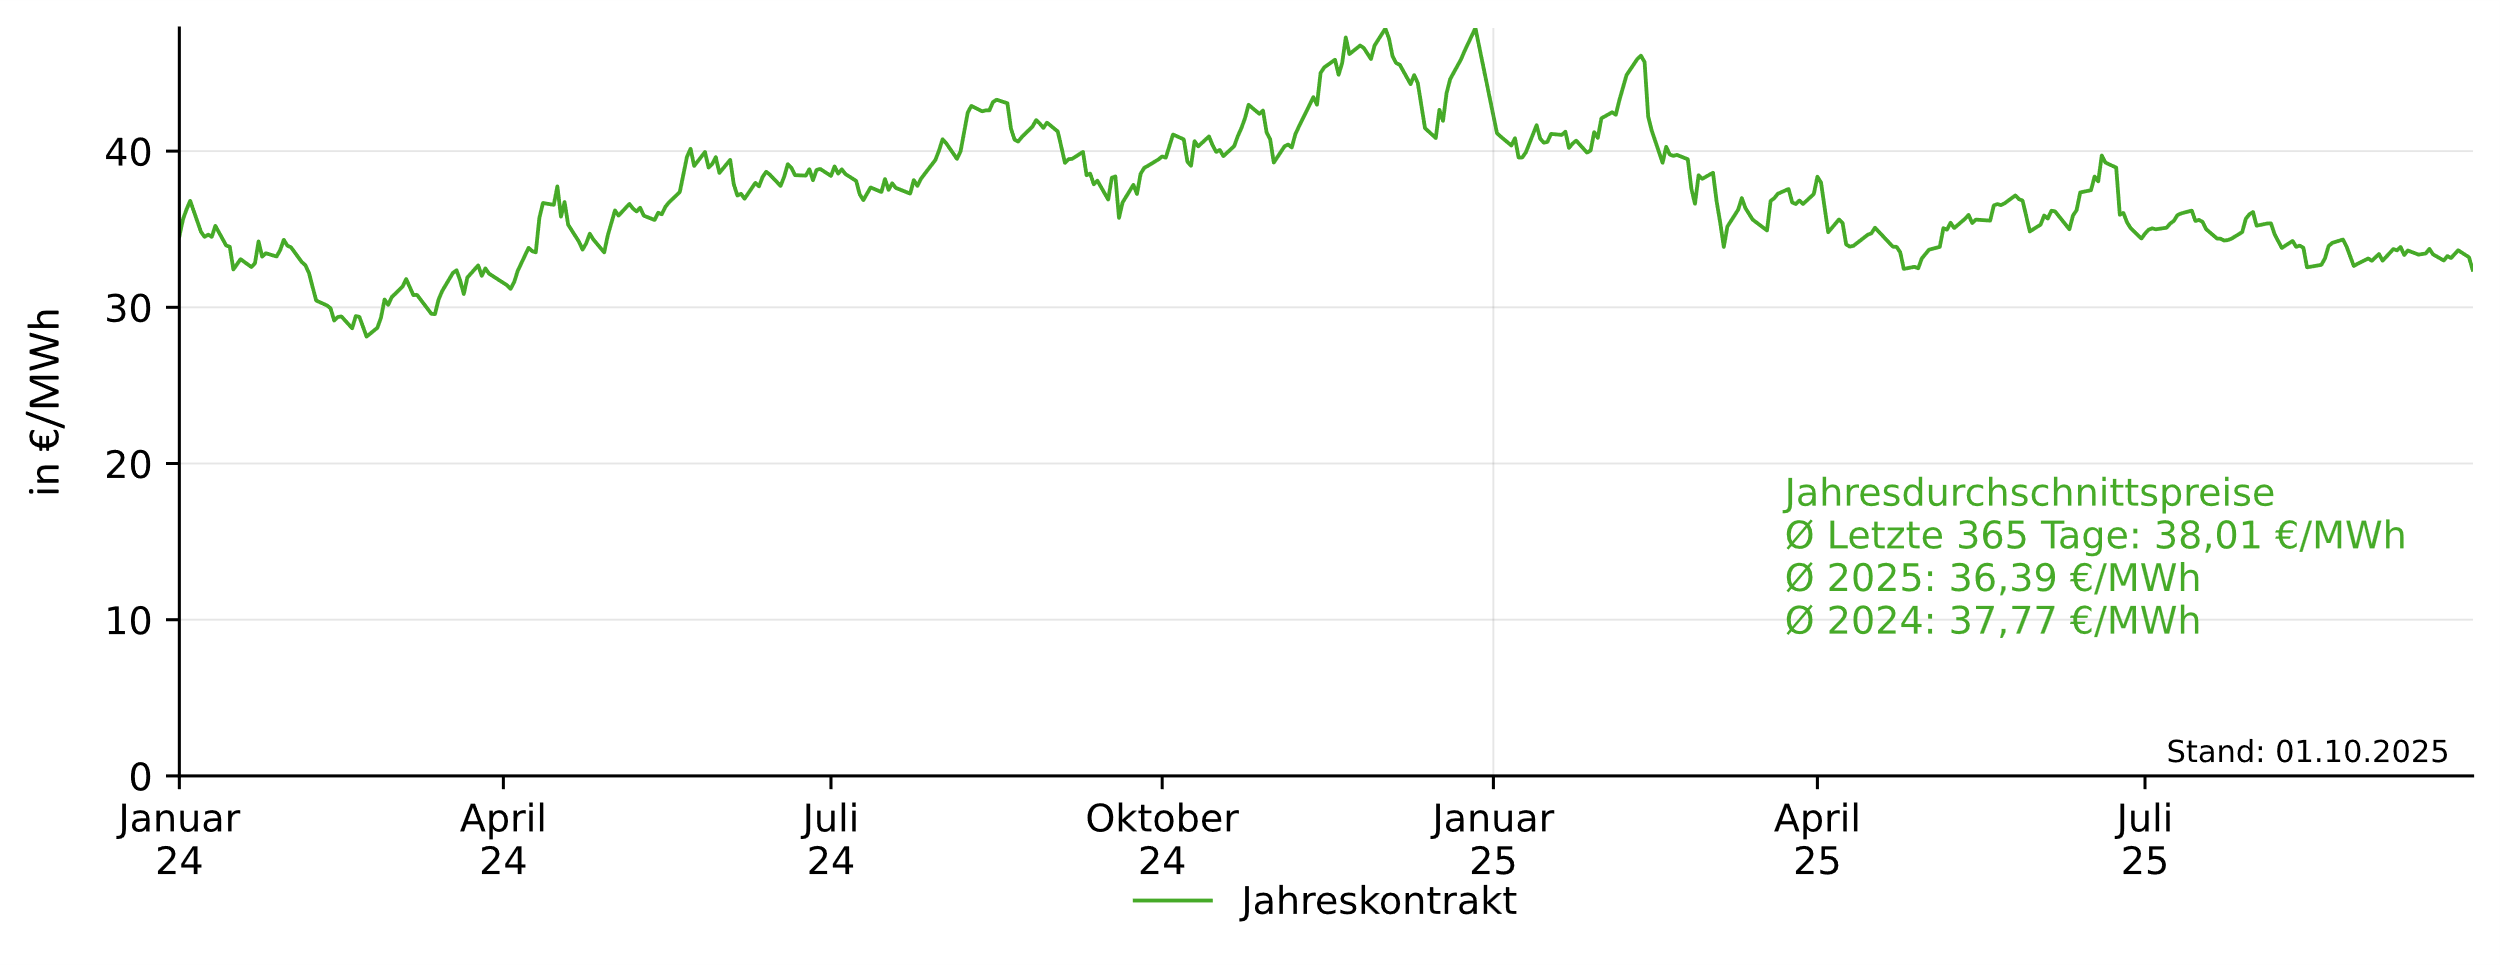 in €/MWh
40
30
20
10
0
Jahresdurchschnittspreise
Ø Letzte 365 Tage: 38,01 €/MWh
Ø 2025: 36,39 €/MWh
Ø 2024: 37,77 €/MWh
Stand: 01.10.2025
Januar
24
April
24
Juli
24
Oktober
24
Januar
25
April
25
Juli
25
Jahreskontrakt